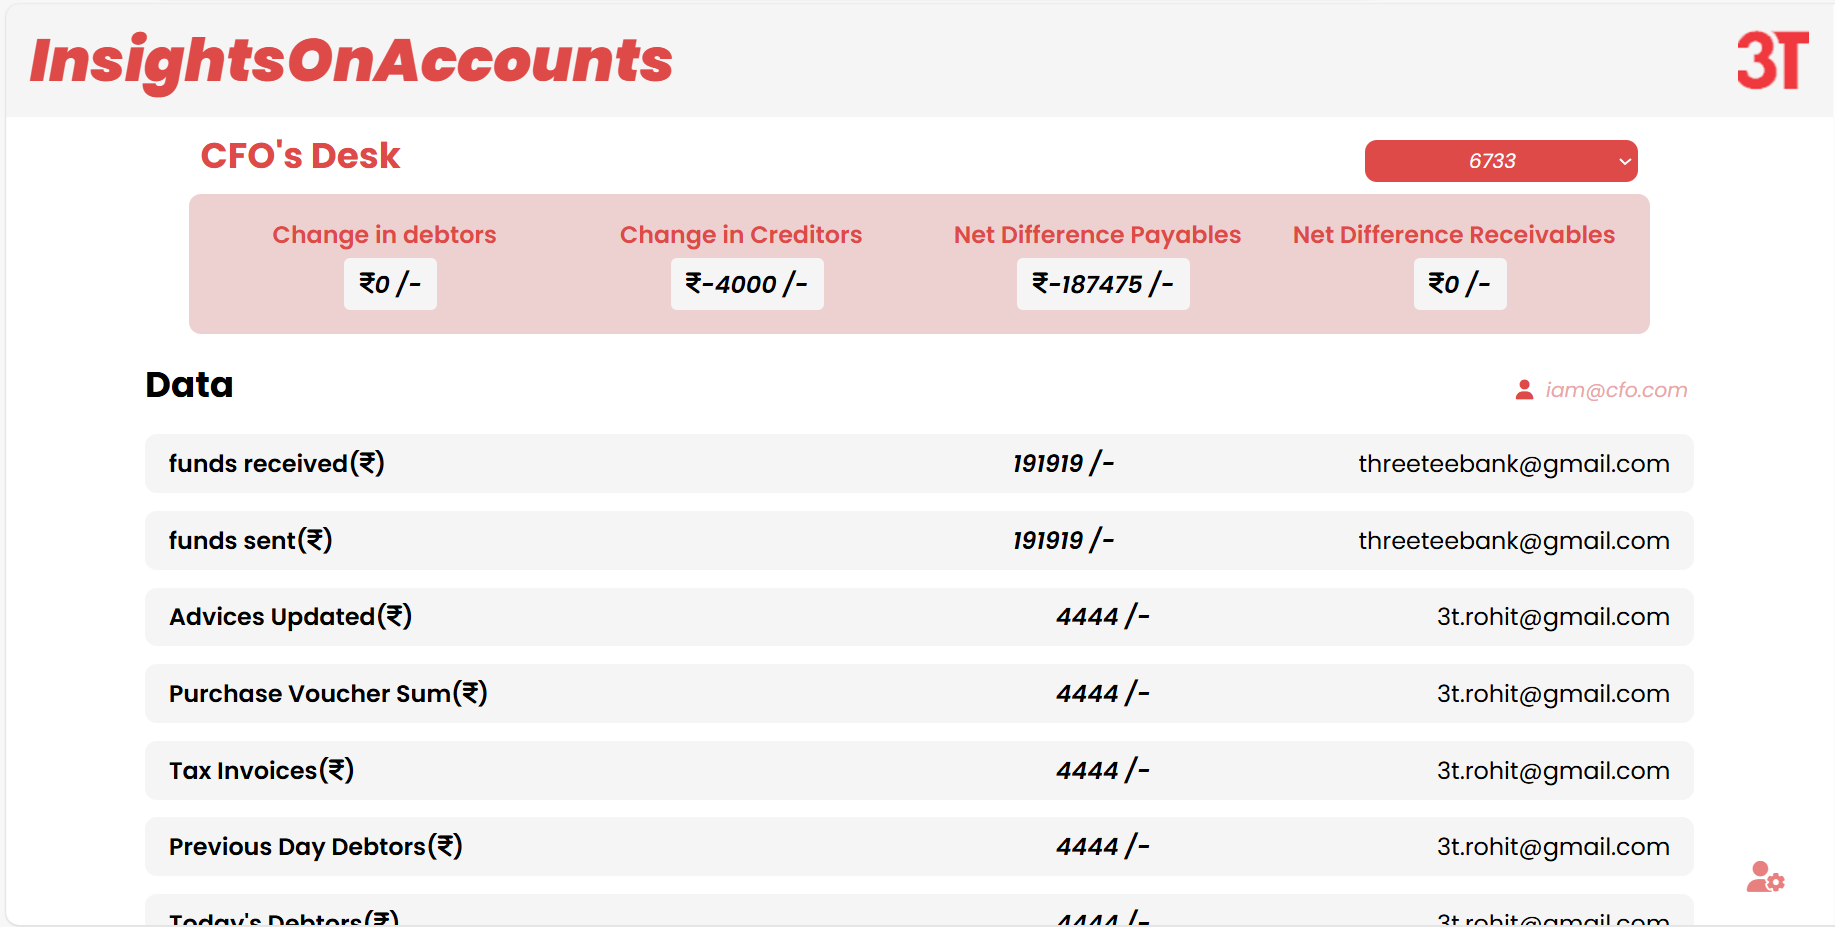 InsightsOnAccounts 3T
CFO's Desk 6733
Change in debtors Change in Creditors Net Difference Payables Net Difference Receivables
₹0 /- ₹-4000 /- ₹-187475 /- ₹0 /-
Data iam@cfo.com
funds received(₹) 191919 /- threeteebank@gmail.com
funds sent(₹) 191919 /- threeteebank@gmail.com
Advices Updated(₹) 4444 /- 3t.rohit@gmail.com
Purchase Voucher Sum(₹) 4444 /- 3t.rohit@gmail.com
Tax Invoices(₹) 4444 /- 3t.rohit@gmail.com
Previous Day Debtors(₹) 4444 /- 3t.rohit@gmail.com
Today's Debtors(₹) 4444 /- 3t.rohit@gmail.com